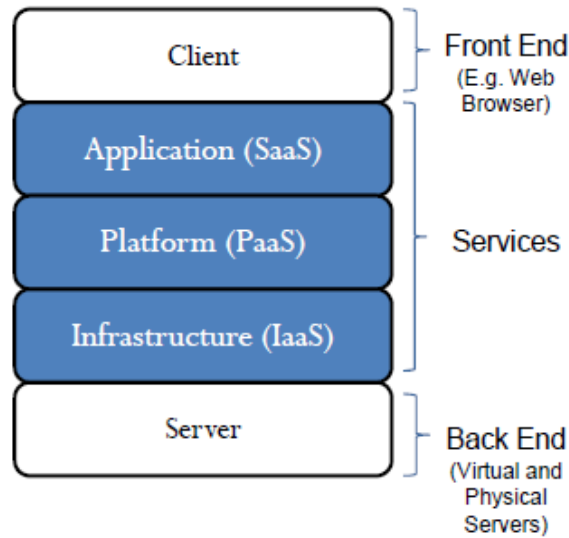 Client
Front End
(E.g. Web
Browser)
Application (SaaS)
Platform (PaaS)
Services
Infrastructure (IaaS)
Server
Back End
(Virtual and
Physical
Servers)